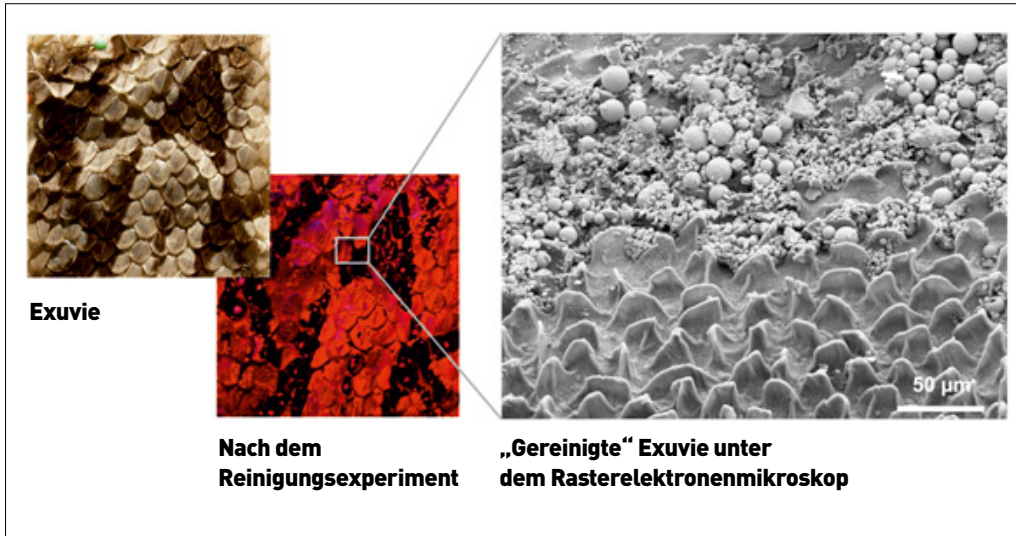 Exuvie
Nach dem
Reinigungsexperiment
„Gereinigte“ Exuvie unter
dem Rasterelektronenmikroskop
50 µm